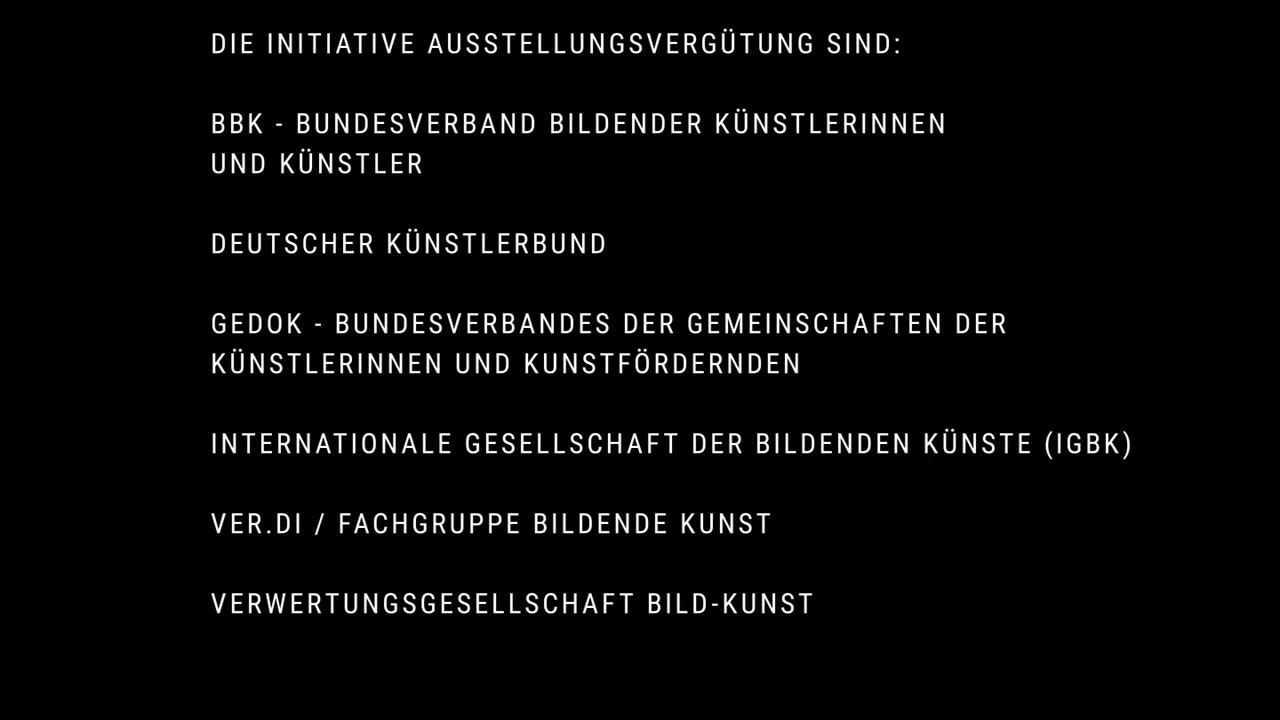 DIE INITIATIVE AUSSTELLUNGSVERGÜTUNG SIND:
BBK - BUNDESVERBAND BILDENDER KÜNSTLERINNEN
UND KÜNSTLER
DEUTSCHER KÜNSTLERBUND
GEDOK - BUNDESVERBANDES DER GEMEINSCHAFTEN DER
KÜNSTLERINNEN UND KUNSTFÖRDERNDEN
INTERNATIONALE GESELLSCHAFT DER BILDENDEN KÜNSTE (IGBK)
VER.DI / FACHGRUPPE BILDENDE KUNST
VERWERTUNGSGESELLSCHAFT BILD-KUNST